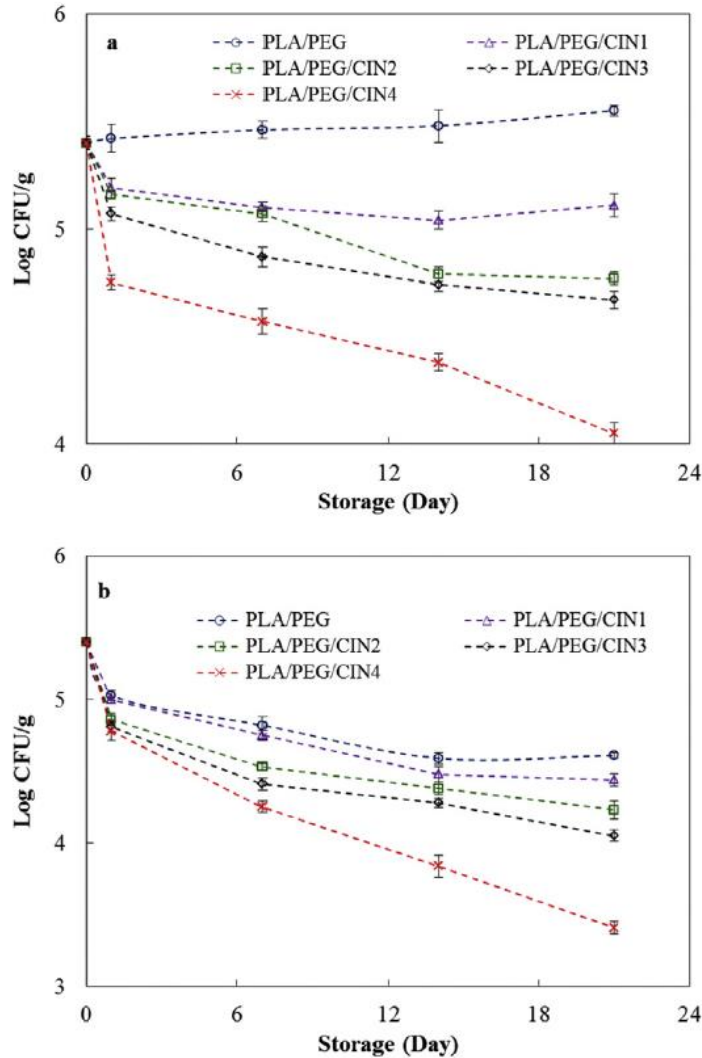 6
a
PLA/PEG
PLA/PEG/CIN1
PLA/PEG/CIN2
PLA/PEG/CIN3
PLA/PEG/CIN4
5
Log CFU/g
4
0 6 12 18 24
Storage (Day)
6
b
PLA/PEG
PLA/PEG/CIN1
PLA/PEG/CIN2
PLA/PEG/CIN3
PLA/PEG/CIN4
5
Log CFU/g
4
3
0 6 12 18 24
Storage (Day)